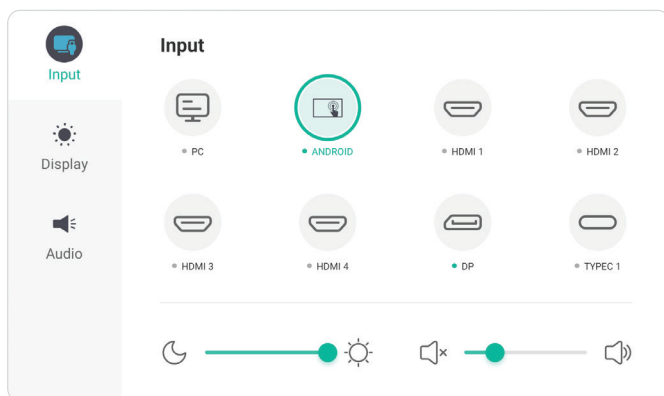 Input
Input
Display
Audio
PC
ANDROID
HDMI 1
HDMI 2
HDMI 3
HDMI 4
DP
TYPEC 1